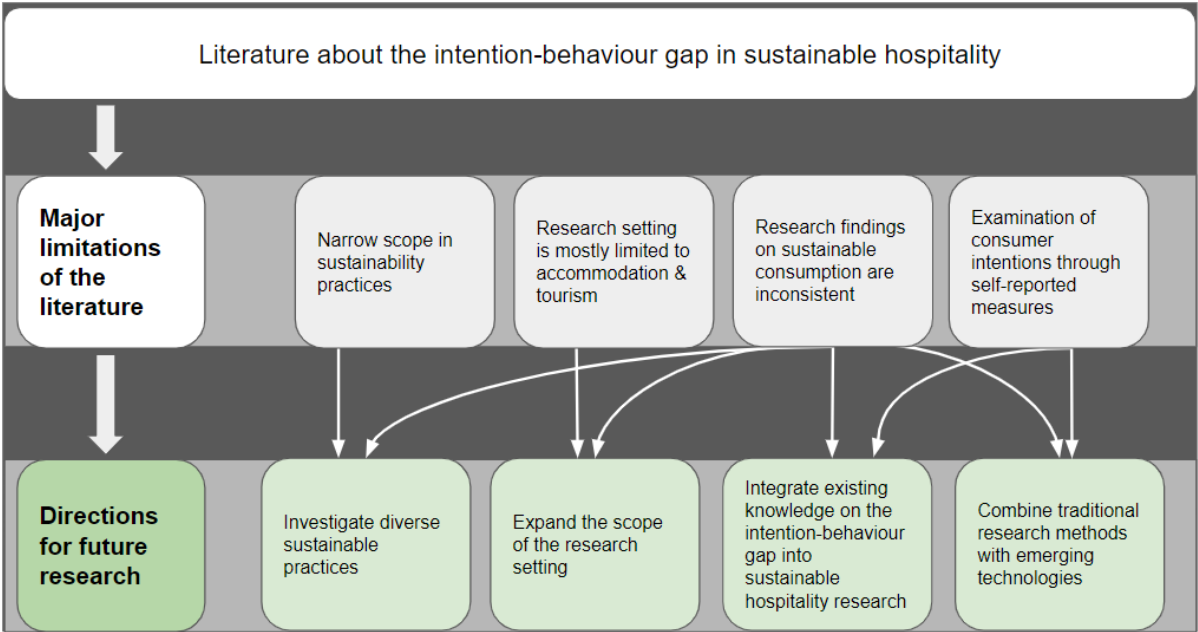 Literature about the intention-behaviour gap in sustainable hospitality
Major
limitations
of the
literature
Narrow scope in
sustainability
practices
Research setting
is mostly limited to
accommodation &
tourism
Research findings
on sustainable
consumption are
inconsistent
Examination of
consumer
intentions through
self-reported
measures
Directions
for future
research
Investigate diverse
sustainable
practices
Expand the scope
of the research
setting
Integrate existing
knowledge on the
intention-behaviour
gap into
sustainable
hospitality research
Combine traditional
research methods
with emerging
technologies